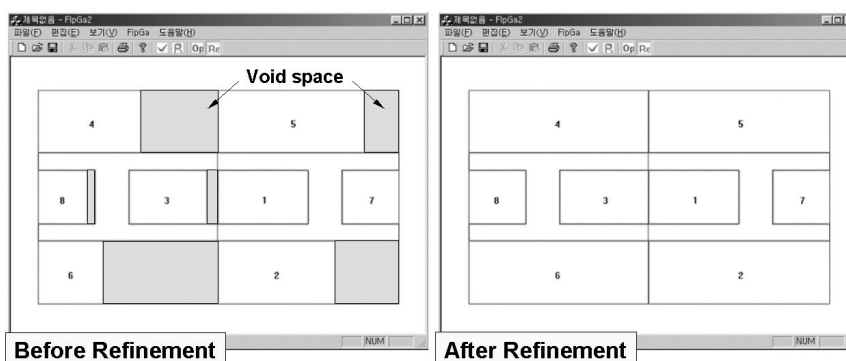 제목없음 - FlpGa2
파일(F) 편집(E) 보기(V) FlpGa 도움말(H)
Op Re
Void space
4
5
8
3
1
7
6
2
NUM
Before Refinement
제목없음 - FlpGa2
파일(F) 편집(E) 보기(V) FlpGa 도움말(H)
Op Re
4
5
8
3
1
7
6
2
NUM
After Refinement